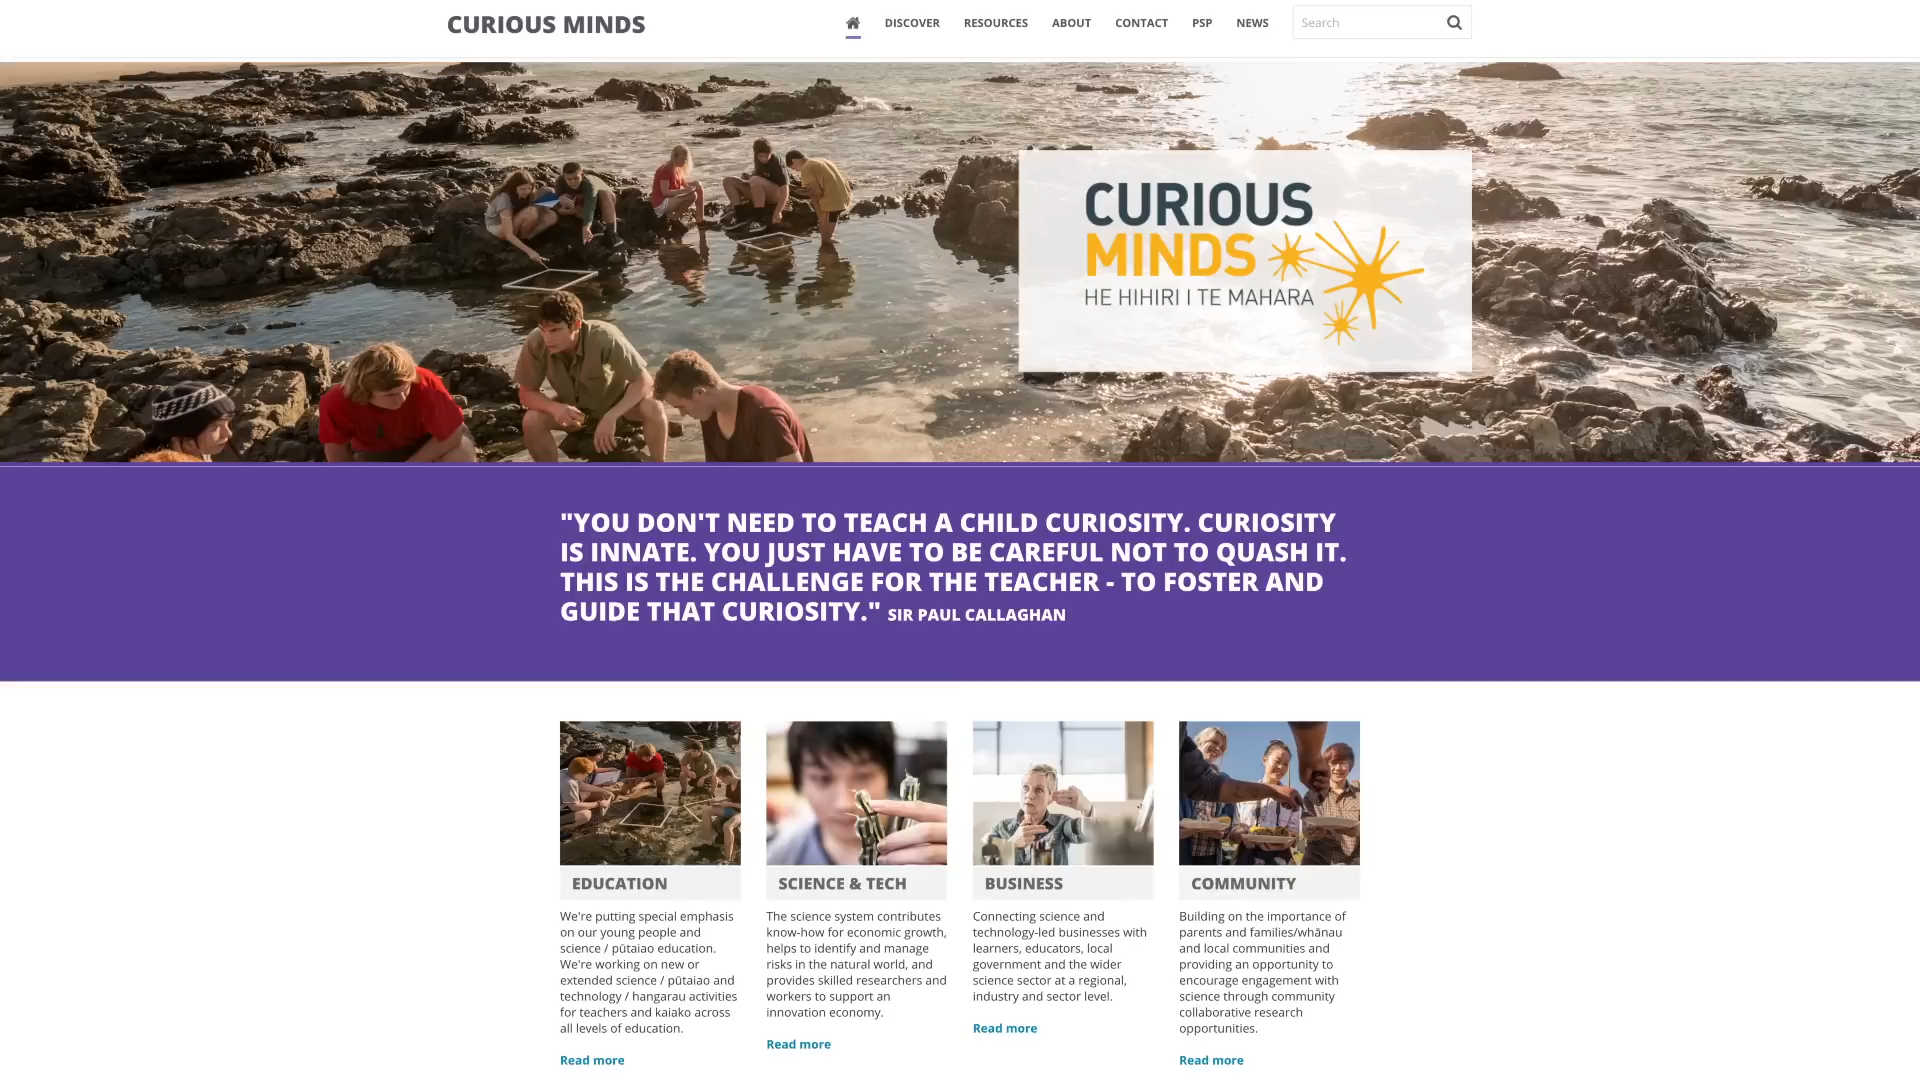 CURIOUS MINDS
DISCOVER RESOURCES ABOUT CONTACT PSP NEWS Search
CURIOUS
MINDS
HE HIHIRI I TE MAHARA
"YOU DON'T NEED TO TEACH A CHILD CURIOSITY. CURIOSITY
IS INNATE. YOU JUST HAVE TO BE CAREFUL NOT TO QUASH IT.
THIS IS THE CHALLENGE FOR THE TEACHER - TO FOSTER AND
GUIDE THAT CURIOSITY." SIR PAUL CALLAGHAN
EDUCATION
We're putting special emphasis
on our young people and
science / pūtaiao education.
We're working on new or
extended science / pūtaiao and
technology / hangarau activities
for teachers and kaiako across
all levels of education.
Read more
SCIENCE & TECH
The science system contributes
know-how for economic growth,
helps to identify and manage
risks in the natural world, and
provides skilled researchers and
workers to support an
innovation economy.
Read more
BUSINESS
Connecting science and
technology-led businesses with
learners, educators, local
government and the wider
science sector at a regional,
industry and sector level.
Read more
COMMUNITY
Building on the importance of
parents and families/whānau
and local communities and
providing an opportunity to
encourage engagement with
science through community
collaborative research
opportunities.
Read more